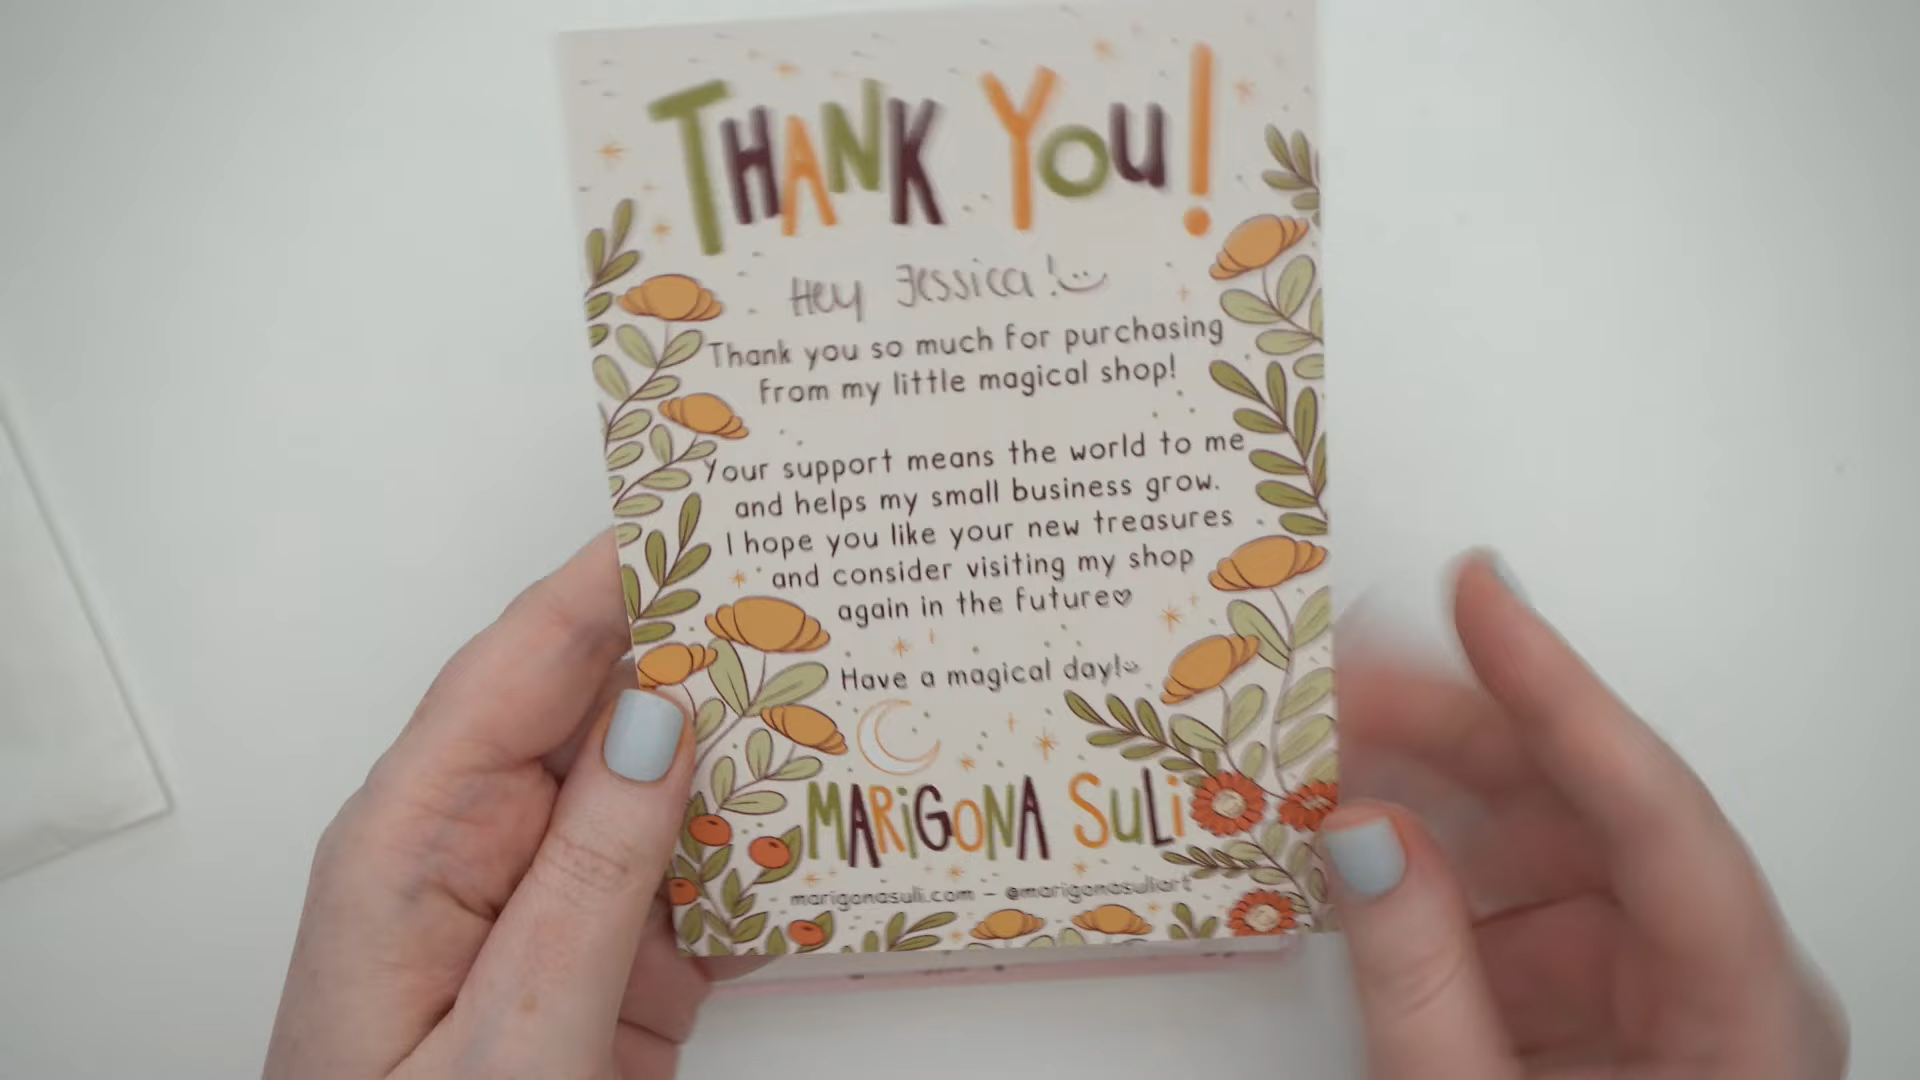 THANK YOU!
Hey Jessica! :)
Thank you so much for purchasing
from my little magical shop!
Your support means the world to me
and helps my small business grow.
I hope you like your new treasures
and consider visiting my shop
again in the future♡
Have a magical day!
MARiGONA SuLi
marigonasuli.com - @marigonasuliart